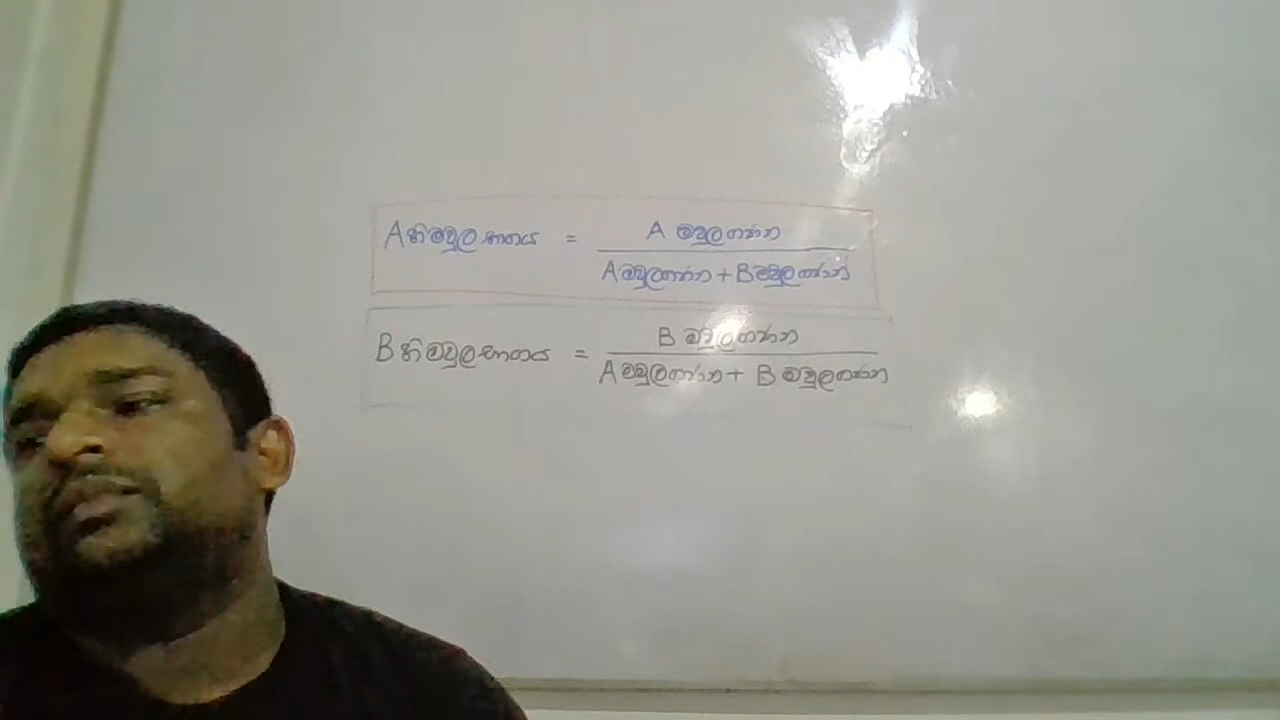 A හි මවුල භාගය = A මවුල ගණන / A මවුල ගණන + B මවුල ගණන
B හි මවුල භාගය = B මවුල ගණන / A මවුල ගණන + B මවුල ගණන